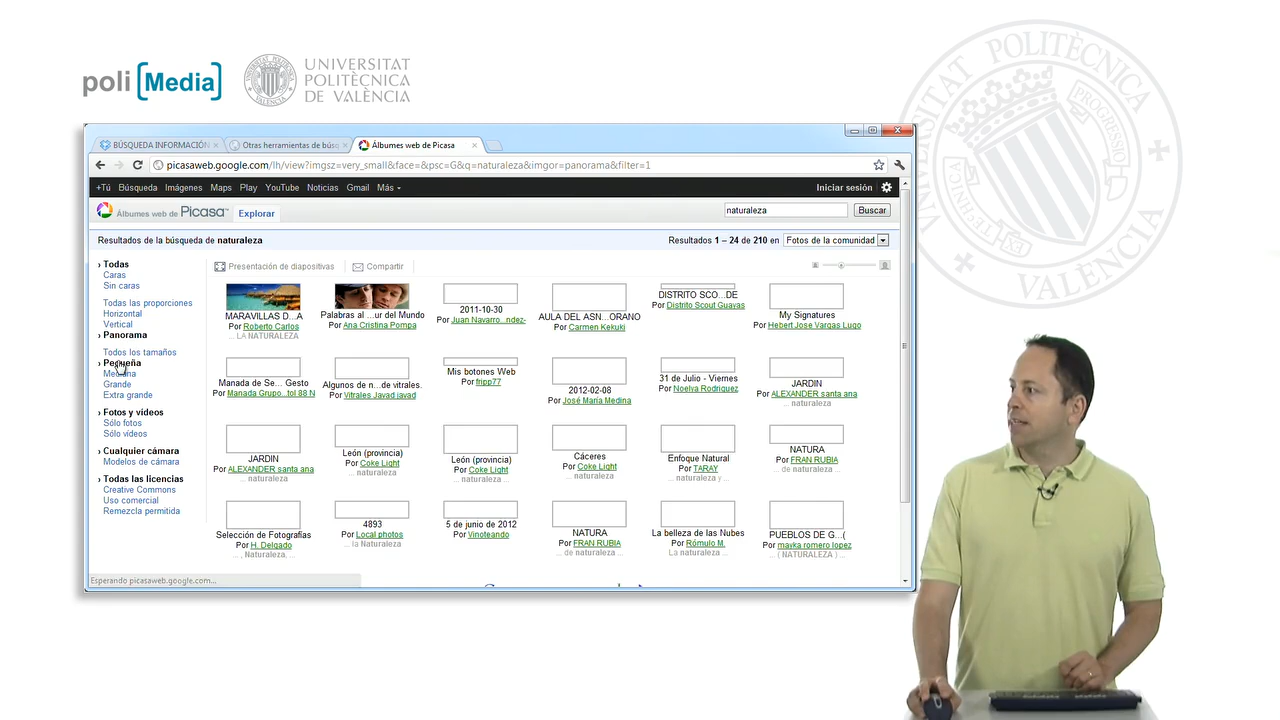 poli[Media]
UNIVERSITAT
POLITÈCNICA
DE VALÈNCIA
UNIVERSITAT POLITÈCNICA
VALÈNCIA
PROGRESIO
EX TECHNICA
BÚSQUEDA INFORMACIÓN
Otras herramientas de búsq
Álbumes web de Picasa
picasaweb.google.com/lh/view?imgsz=very_small&face=&psc=G&q=naturaleza&imgor=panorama&filter=1
+Tú Búsqueda Imágenes Maps Play YouTube Noticias Gmail Más
Iniciar sesión
Álbumes web de Picasa™ Explorar
naturaleza Buscar
Resultados de la búsqueda de naturaleza
Resultados 1 – 24 de 210 en Fotos de la comunidad
› Todas
Caras
Sin caras
Todas las proporciones
Horizontal
Vertical
› Panorama
Todos los tamaños
› Pequeña
Mediana
Grande
Extra grande
› Fotos y vídeos
Sólo fotos
Sólo vídeos
› Cualquier cámara
Modelos de cámara
› Todas las licencias
Creative Commons
Uso comercial
Remezcla permitida
Presentación de diapositivas Compartir
MARAVILLAS D...A
Por Roberto Carlos
... LA NATURALEZA
Palabras al ...ur del Mundo
Por Ana Cristina Pompa
2011-10-30
Por Juan Navarro...ndez-
AULA DEL ASN...ORANO
Por Carmen Kekuki
DISTRITO SCO...DE
Por Distrito Scout Guayas
My Signatures
Por Hebert Jose Vargas Lugo
Manada de Se... Gesto
Por Manada Grupo...tol 88 N
Algunos de n...de vitrales.
Por Vitrales Javad javad
Mis botones Web
Por fripp77
2012-02-08
Por José María Medina
31 de Julio - Viernes
Por Noelva Rodriguez
JARDIN
Por ALEXANDER santa ana
... naturaleza
JARDIN
Por ALEXANDER santa ana
... naturaleza
León (provincia)
Por Coke Light
... naturaleza ...
León (provincia)
Por Coke Light
... naturaleza ...
Cáceres
Por Coke Light
... naturaleza ...
Enfoque Natural
Por TARAY
... naturaleza y ...
NATURA
Por FRAN RUBIA
... de naturaleza ...
Selección de Fotografías
Por H. Delgado
... , Naturaleza, ...
4893
Por Local photos
... la Naturaleza
5 de junio de 2012
Por Vinoteando
NATURA
Por FRAN RUBIA
... de naturaleza ...
La belleza de las Nubes
Por Rómulo M.
La naturaleza ...
PUEBLOS DE G...(
Por mayka romero lopez
... ( NATURALEZA ) ...
Esperando picasaweb.google.com...